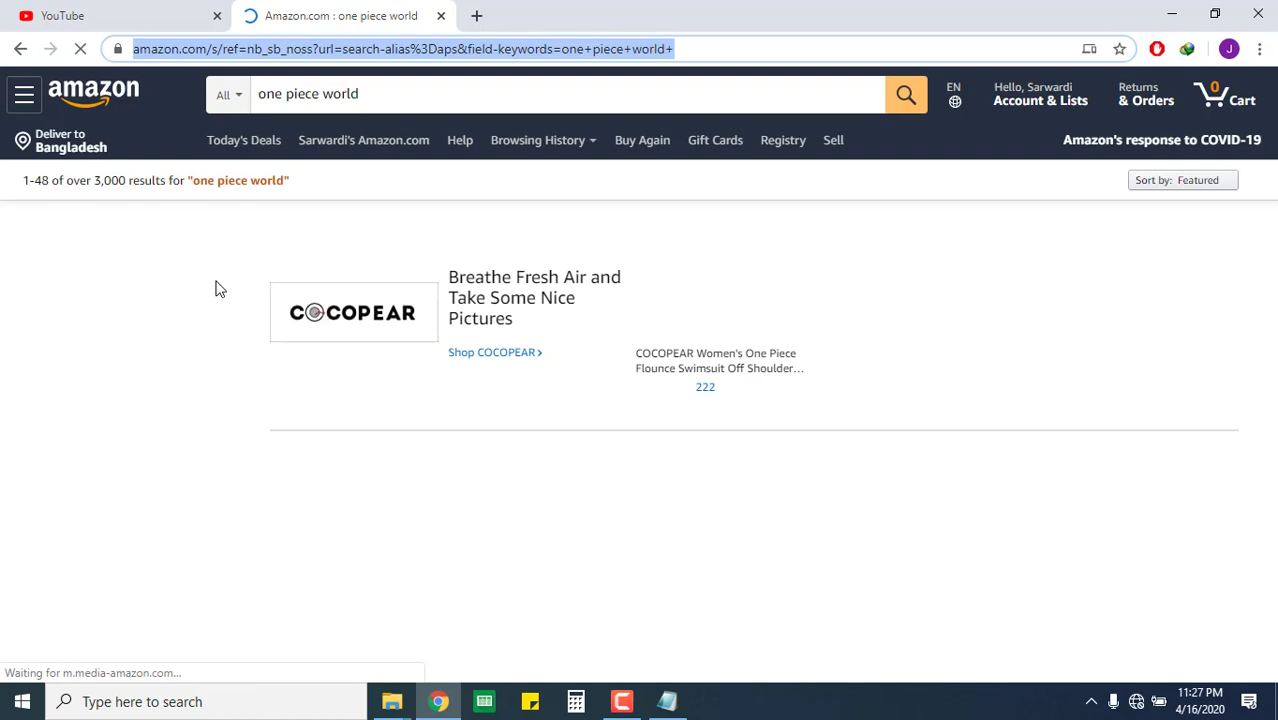 YouTube
Amazon.com : one piece world
amazon.com/s/ref=nb_sb_noss?url=search-alias%3Daps&field-keywords=one+piece+world+
J
amazon
All
one piece world
EN
Hello, Sarwardi
Account & Lists
Returns
& Orders
0
Cart
Deliver to
Bangladesh
Today's Deals
Sarwardi's Amazon.com
Help
Browsing History
Buy Again
Gift Cards
Registry
Sell
Amazon's response to COVID-19
1-48 of over 3,000 results for "one piece world"
Sort by: Featured
COCOPEAR
Breathe Fresh Air and
Take Some Nice
Pictures
Shop COCOPEAR
COCOPEAR Women's One Piece
Flounce Swimsuit Off Shoulder…
222
Waiting for m.media-amazon.com...
Type here to search
11:27 PM
4/16/2020